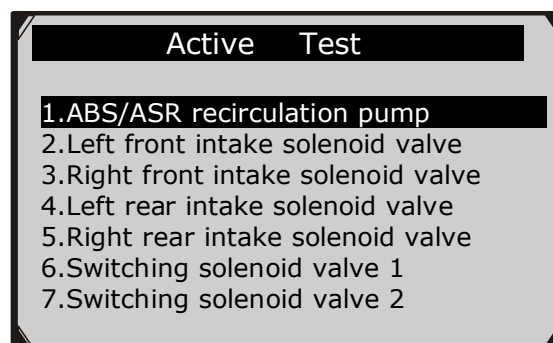 Active Test
1.ABS/ASR recirculation pump
2.Left front intake solenoid valve
3.Right front intake solenoid valve
4.Left rear intake solenoid valve
5.Right rear intake solenoid valve
6.Switching solenoid valve 1
7.Switching solenoid valve 2